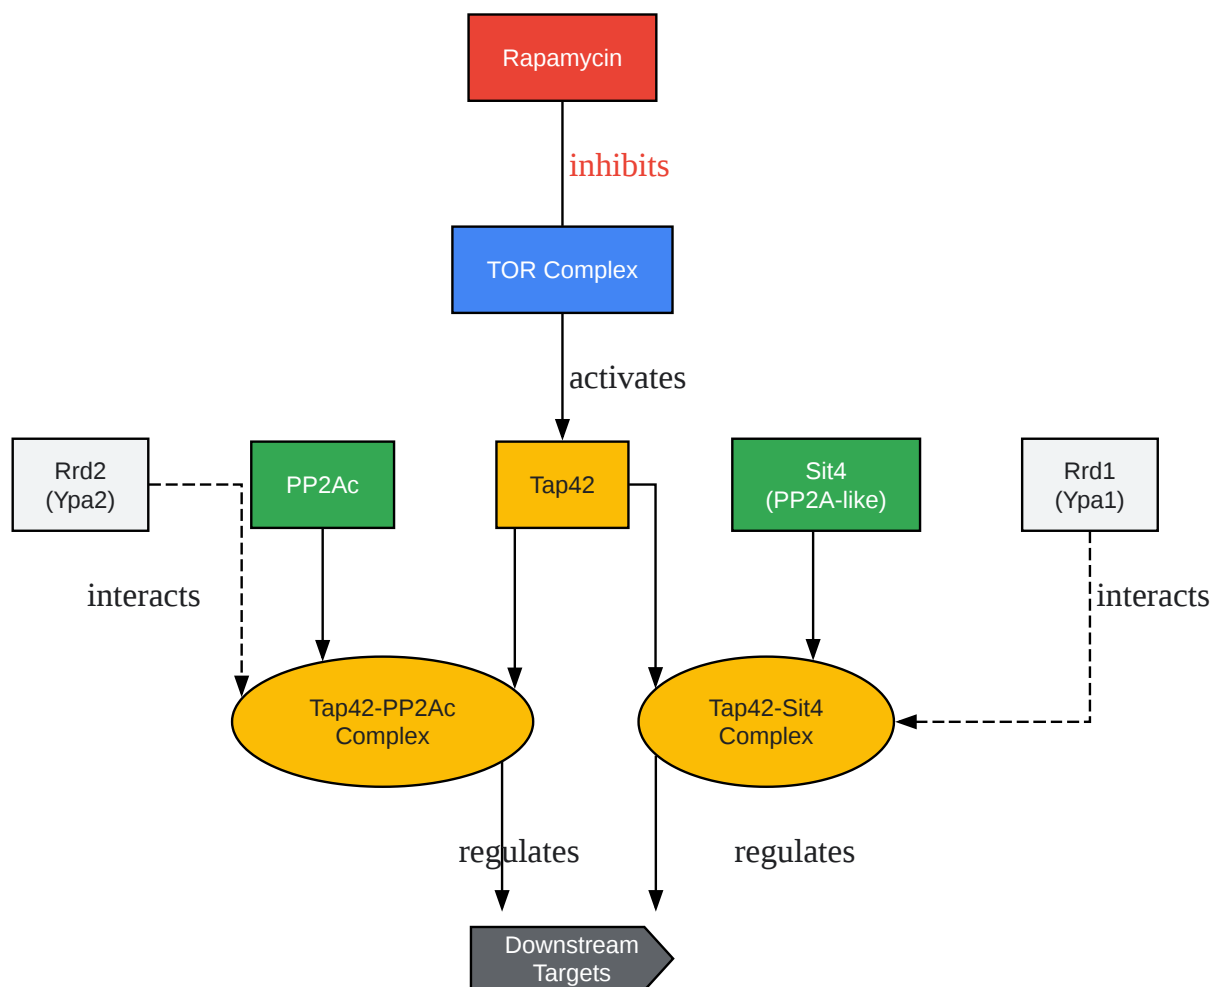 Rapamycin
inhibits
TOR Complex
activates
Rrd2
(Ypa2)
PP2Ac
Tap42
Sit4
(PP2A-like)
Rrd1
(Ypa1)
interacts
interacts
Tap42-PP2Ac
Complex
Tap42-Sit4
Complex
regulates
regulates
Downstream
Targets